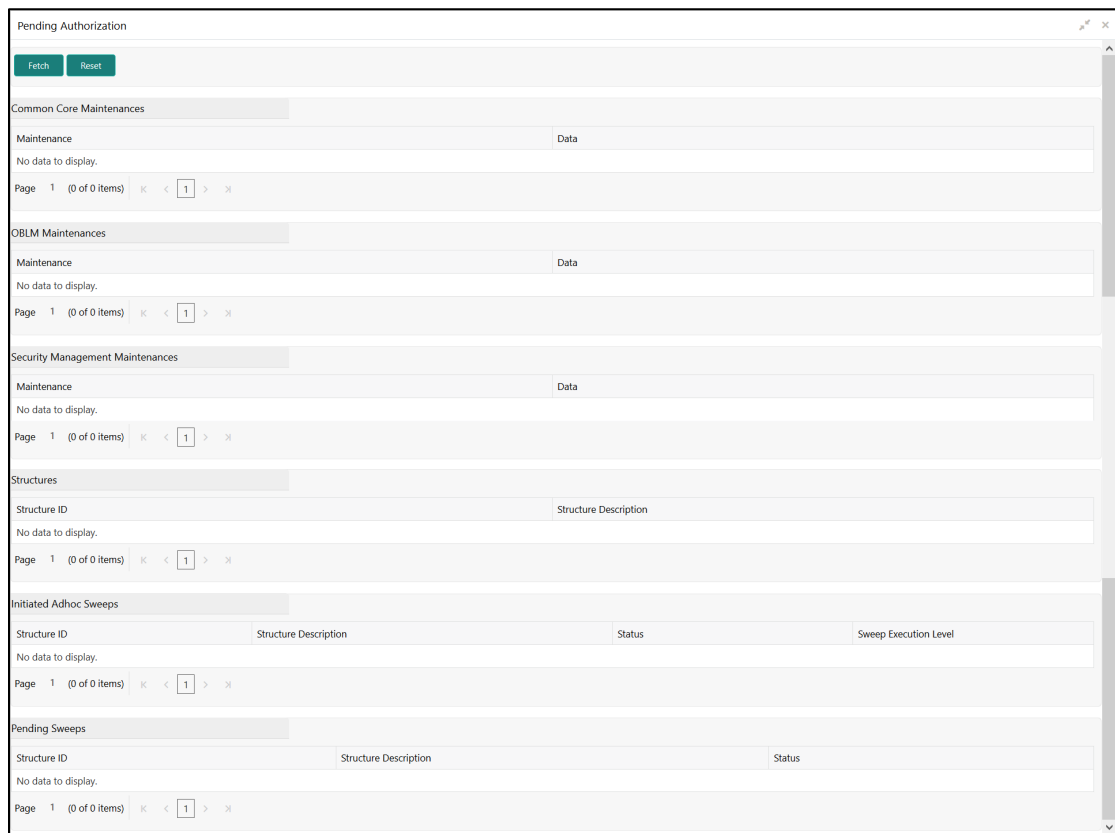 Pending Authorization
Fetch Reset
Common Core Maintenances
Maintenance Data
No data to display.
Page 1 (0 of 0 items) 1
OBLM Maintenances
Maintenance Data
No data to display.
Page 1 (0 of 0 items) 1
Security Management Maintenances
Maintenance Data
No data to display.
Page 1 (0 of 0 items) 1
Structures
Structure ID Structure Description
No data to display.
Page 1 (0 of 0 items) 1
Initiated Adhoc Sweeps
Structure ID Structure Description Status Sweep Execution Level
No data to display.
Page 1 (0 of 0 items) 1
Pending Sweeps
Structure ID Structure Description Status
No data to display.
Page 1 (0 of 0 items) 1